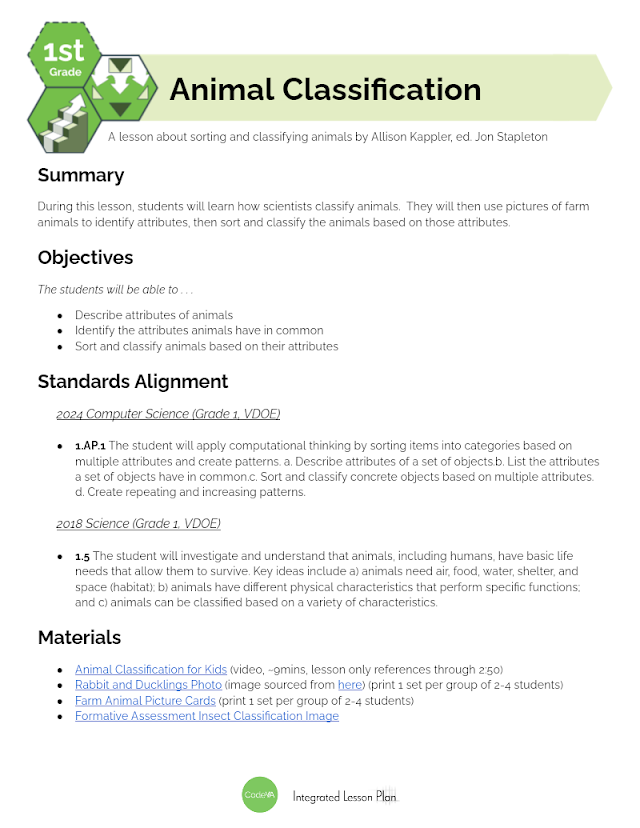 1st
Grade
Animal Classification
A lesson about sorting and classifying animals by Allison Kappler, ed. Jon Stapleton
Summary
During this lesson, students will learn how scientists classify animals.  They will then use pictures of farm
animals to identify attributes, then sort and classify the animals based on those attributes.
Objectives
The students will be able to . . .
● Describe attributes of animals
● Identify the attributes animals have in common
● Sort and classify animals based on their attributes
Standards Alignment
2024 Computer Science (Grade 1, VDOE)
● 1.AP.1 The student will apply computational thinking by sorting items into categories based on
multiple attributes and create patterns. a. Describe attributes of a set of objects.b. List the attributes
a set of objects have in common.c. Sort and classify concrete objects based on multiple attributes.
d. Create repeating and increasing patterns.
2018 Science (Grade 1, VDOE)
● 1.5 The student will investigate and understand that animals, including humans, have basic life
needs that allow them to survive. Key ideas include a) animals need air, food, water, shelter, and
space (habitat); b) animals have different physical characteristics that perform specific functions;
and c) animals can be classified based on a variety of characteristics.
Materials
● Animal Classification for Kids (video, ~9mins, lesson only references through 2:50)
● Rabbit and Ducklings Photo (image sourced from here) (print 1 set per group of 2-4 students)
● Farm Animal Picture Cards (print 1 set per group of 2-4 students)
● Formative Assessment Insect Classification Image
CodeVA Integrated Lesson Plan